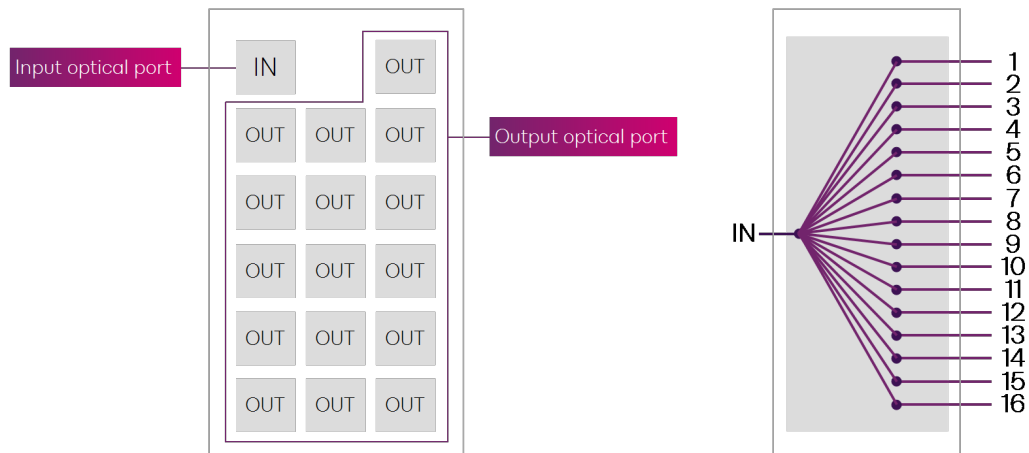 Input optical port
IN
OUT
OUT OUT OUT
Output optical port
OUT OUT OUT
OUT OUT OUT
OUT OUT OUT
OUT OUT OUT
IN
1
2
3
4
5
6
7
8
9
10
11
12
13
14
15
16